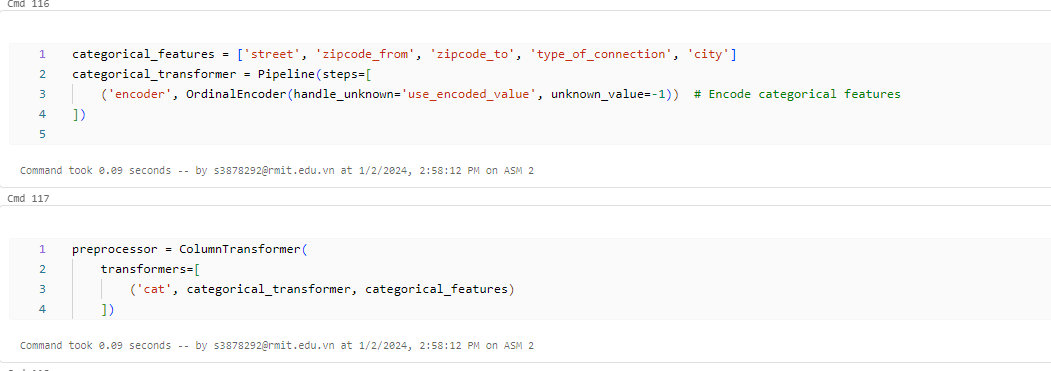 Cmd 116
1 categorical_features = ['street', 'zipcode_from', 'zipcode_to', 'type_of_connection', 'city']
2 categorical_transformer = Pipeline(steps=[
3 ('encoder', OrdinalEncoder(handle_unknown='use_encoded_value', unknown_value=-1)) # Encode categorical features
4 ])
5
Command took 0.09 seconds -- by s3878292@rmit.edu.vn at 1/2/2024, 2:58:12 PM on ASM 2
Cmd 117
1 preprocessor = ColumnTransformer(
2 transformers=[
3 ('cat', categorical_transformer, categorical_features)
4 ])
Command took 0.09 seconds -- by s3878292@rmit.edu.vn at 1/2/2024, 2:58:12 PM on ASM 2